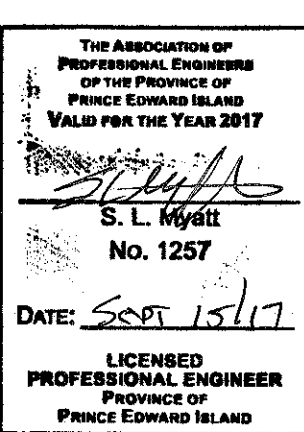 THE ASSOCIATION OF
PROFESSIONAL ENGINEERS
OF THE PROVINCE OF
PRINCE EDWARD ISLAND
VALID FOR THE YEAR 2017
S. L. Myatt
No. 1257
DATE: SEPT 15/17
LICENSED
PROFESSIONAL ENGINEER
PROVINCE OF
PRINCE EDWARD ISLAND